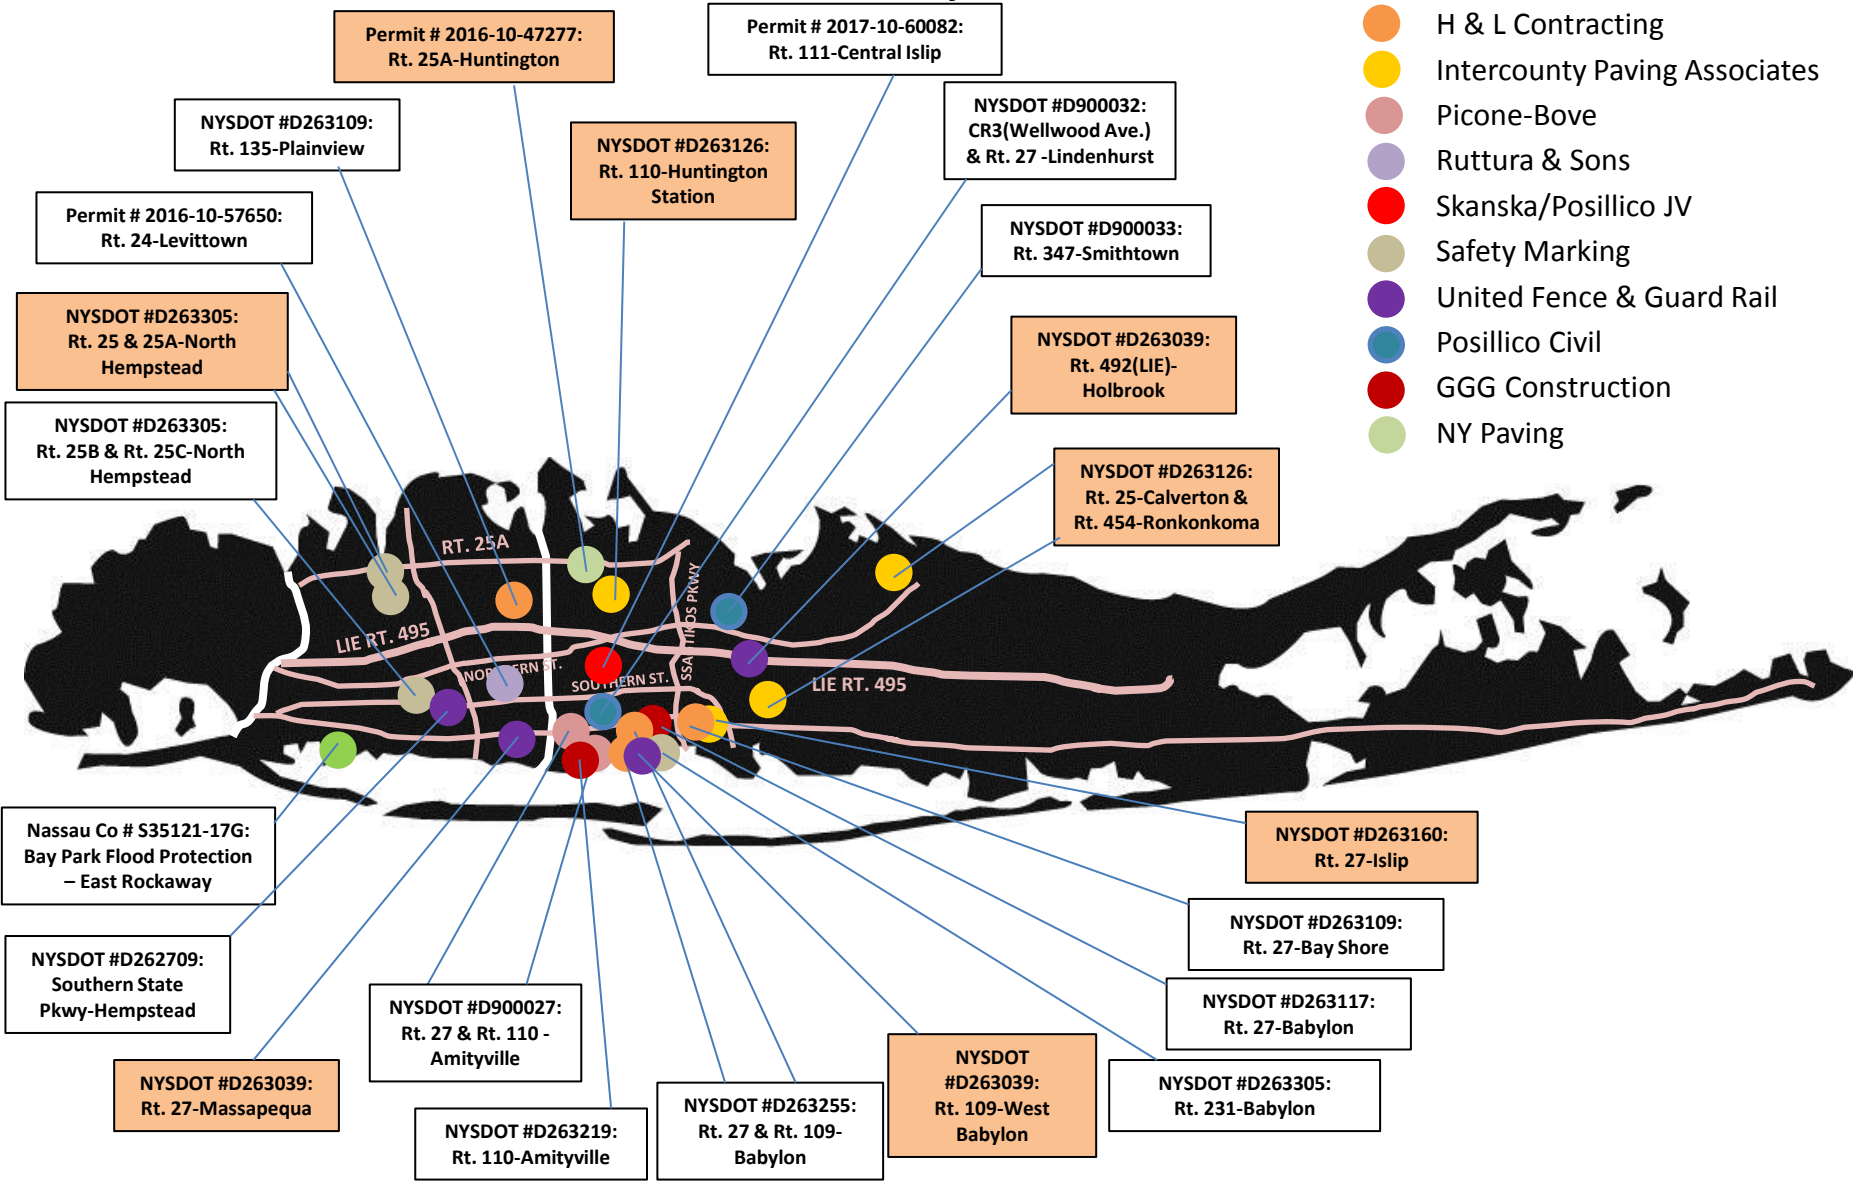 Permit # 2016-10-47277:
Rt. 25A-Huntington
Permit # 2017-10-60082:
Rt. 111-Central Islip
NYSDOT #D263109:
Rt. 135-Plainview
NYSDOT #D263126:
Rt. 110-Huntington
Station
NYSDOT #D900032:
CR3(Wellwood Ave.)
& Rt. 27 -Lindenhurst
Permit # 2016-10-57650:
Rt. 24-Levittown
NYSDOT #D900033:
Rt. 347-Smithtown
NYSDOT #D263305:
Rt. 25 & 25A-North
Hempstead
NYSDOT #D263039:
Rt. 492(LIE)-
Holbrook
NYSDOT #D263305:
Rt. 25B & Rt. 25C-North
Hempstead
NYSDOT #D263126:
Rt. 25-Calverton &
Rt. 454-Ronkonkoma
H & L Contracting
Intercounty Paving Associates
Picone-Bove
Ruttura & Sons
Skanska/Posillico JV
Safety Marking
United Fence & Guard Rail
Posillico Civil
GGG Construction
NY Paving
RT. 25A
LIE RT. 495
NORTHERN ST.
SOUTHERN ST.
SSAGTIKOS PKWY
LIE RT. 495
Nassau Co # S35121-17G:
Bay Park Flood Protection
– East Rockaway
NYSDOT #D262709:
Southern State
Pkwy-Hempstead
NYSDOT #D263039:
Rt. 27-Massapequa
NYSDOT #D900027:
Rt. 27 & Rt. 110 -
Amityville
NYSDOT #D263219:
Rt. 110-Amityville
NYSDOT #D263255:
Rt. 27 & Rt. 109-
Babylon
NYSDOT
#D263039:
Rt. 109-West
Babylon
NYSDOT #D263160:
Rt. 27-Islip
NYSDOT #D263109:
Rt. 27-Bay Shore
NYSDOT #D263117:
Rt. 27-Babylon
NYSDOT #D263305:
Rt. 231-Babylon